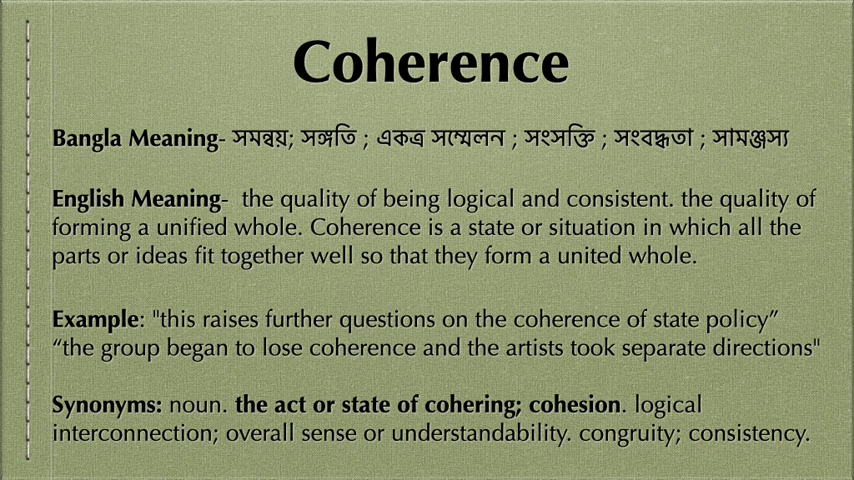 Coherence
Bangla Meaning- সমন্বয়; সঙ্গতি ; একত্র সম্মেলন ; সংসক্তি ; সংবদ্ধতা ; সামঞ্জস্য
English Meaning-  the quality of being logical and consistent. the quality of
forming a unified whole. Coherence is a state or situation in which all the
parts or ideas fit together well so that they form a united whole.
Example: "this raises further questions on the coherence of state policy”
“the group began to lose coherence and the artists took separate directions"
Synonyms: noun. the act or state of cohering; cohesion. logical
interconnection; overall sense or understandability. congruity; consistency.